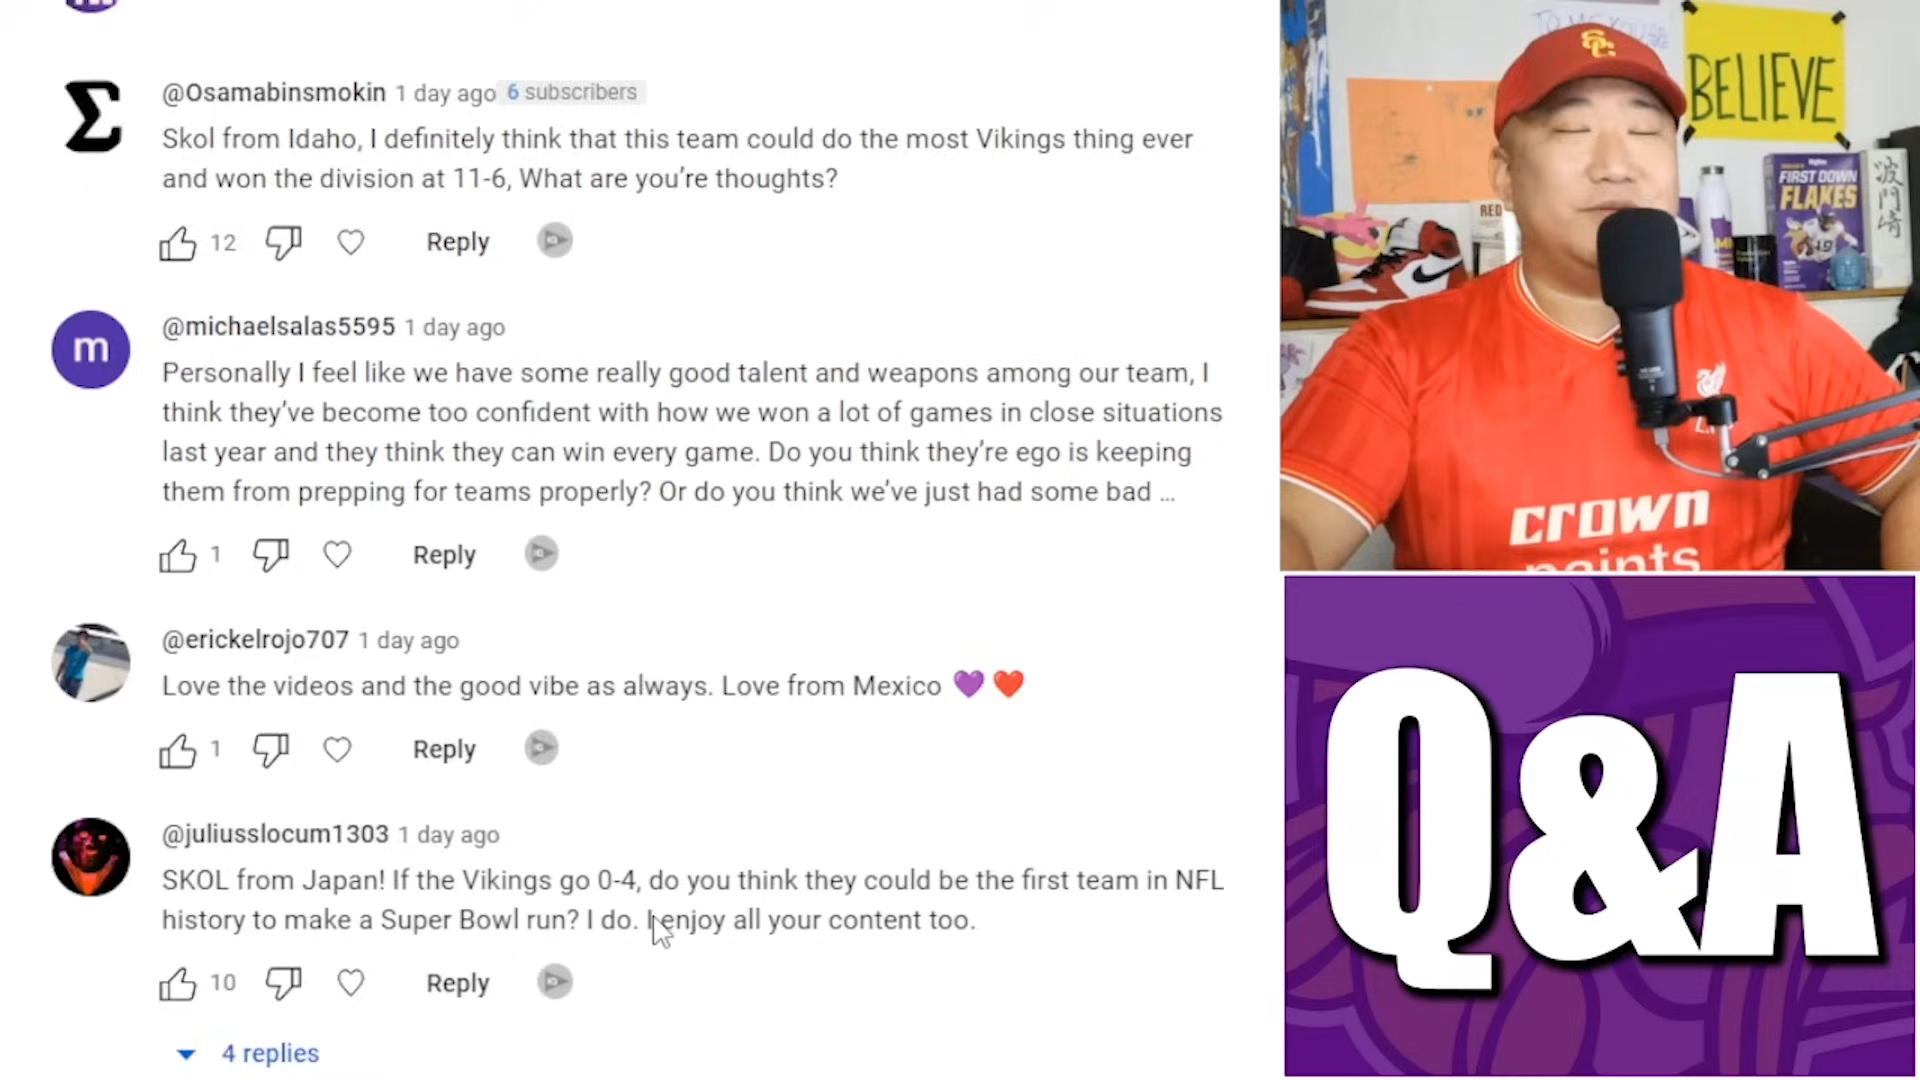 @Osamabinsmokin 1 day ago 6 subscribers
Skol from Idaho, I definitely think that this team could do the most Vikings thing ever
and won the division at 11-6, What are you’re thoughts?
12 Reply
@michaelsalas5595 1 day ago
m
Personally I feel like we have some really good talent and weapons among our team, I
think they’ve become too confident with how we won a lot of games in close situations
last year and they think they can win every game. Do you think they’re ego is keeping
them from prepping for teams properly? Or do you think we’ve just had some bad ...
1 Reply
@erickelrojo707 1 day ago
Love the videos and the good vibe as always. Love from Mexico 💜 ❤️
1 Reply
@juliusslocum1303 1 day ago
SKOL from Japan! If the Vikings go 0-4, do you think they could be the first team in NFL
history to make a Super Bowl run? I do. I enjoy all your content too.
10 Reply
4 replies
SC
BELIEVE
RED
FIRST DOWN
FLAKES
19
波
門
崎
crown
paints
Q&A